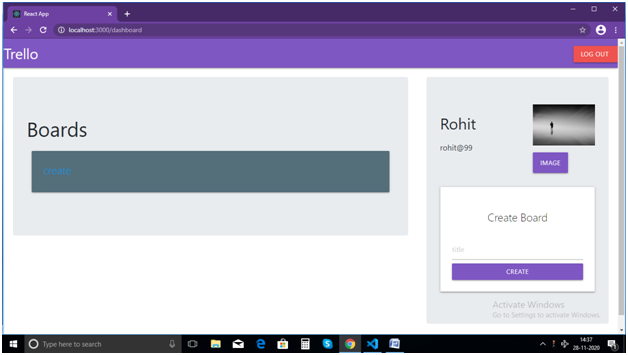 React App
localhost:3000/dashboard
Trello
LOG OUT
Boards
create
Rohit
rohit@99
IMAGE
Create Board
title
CREATE
Activate Windows
Go to Settings to activate Windows.
Type here to search
14:37
28-11-2020